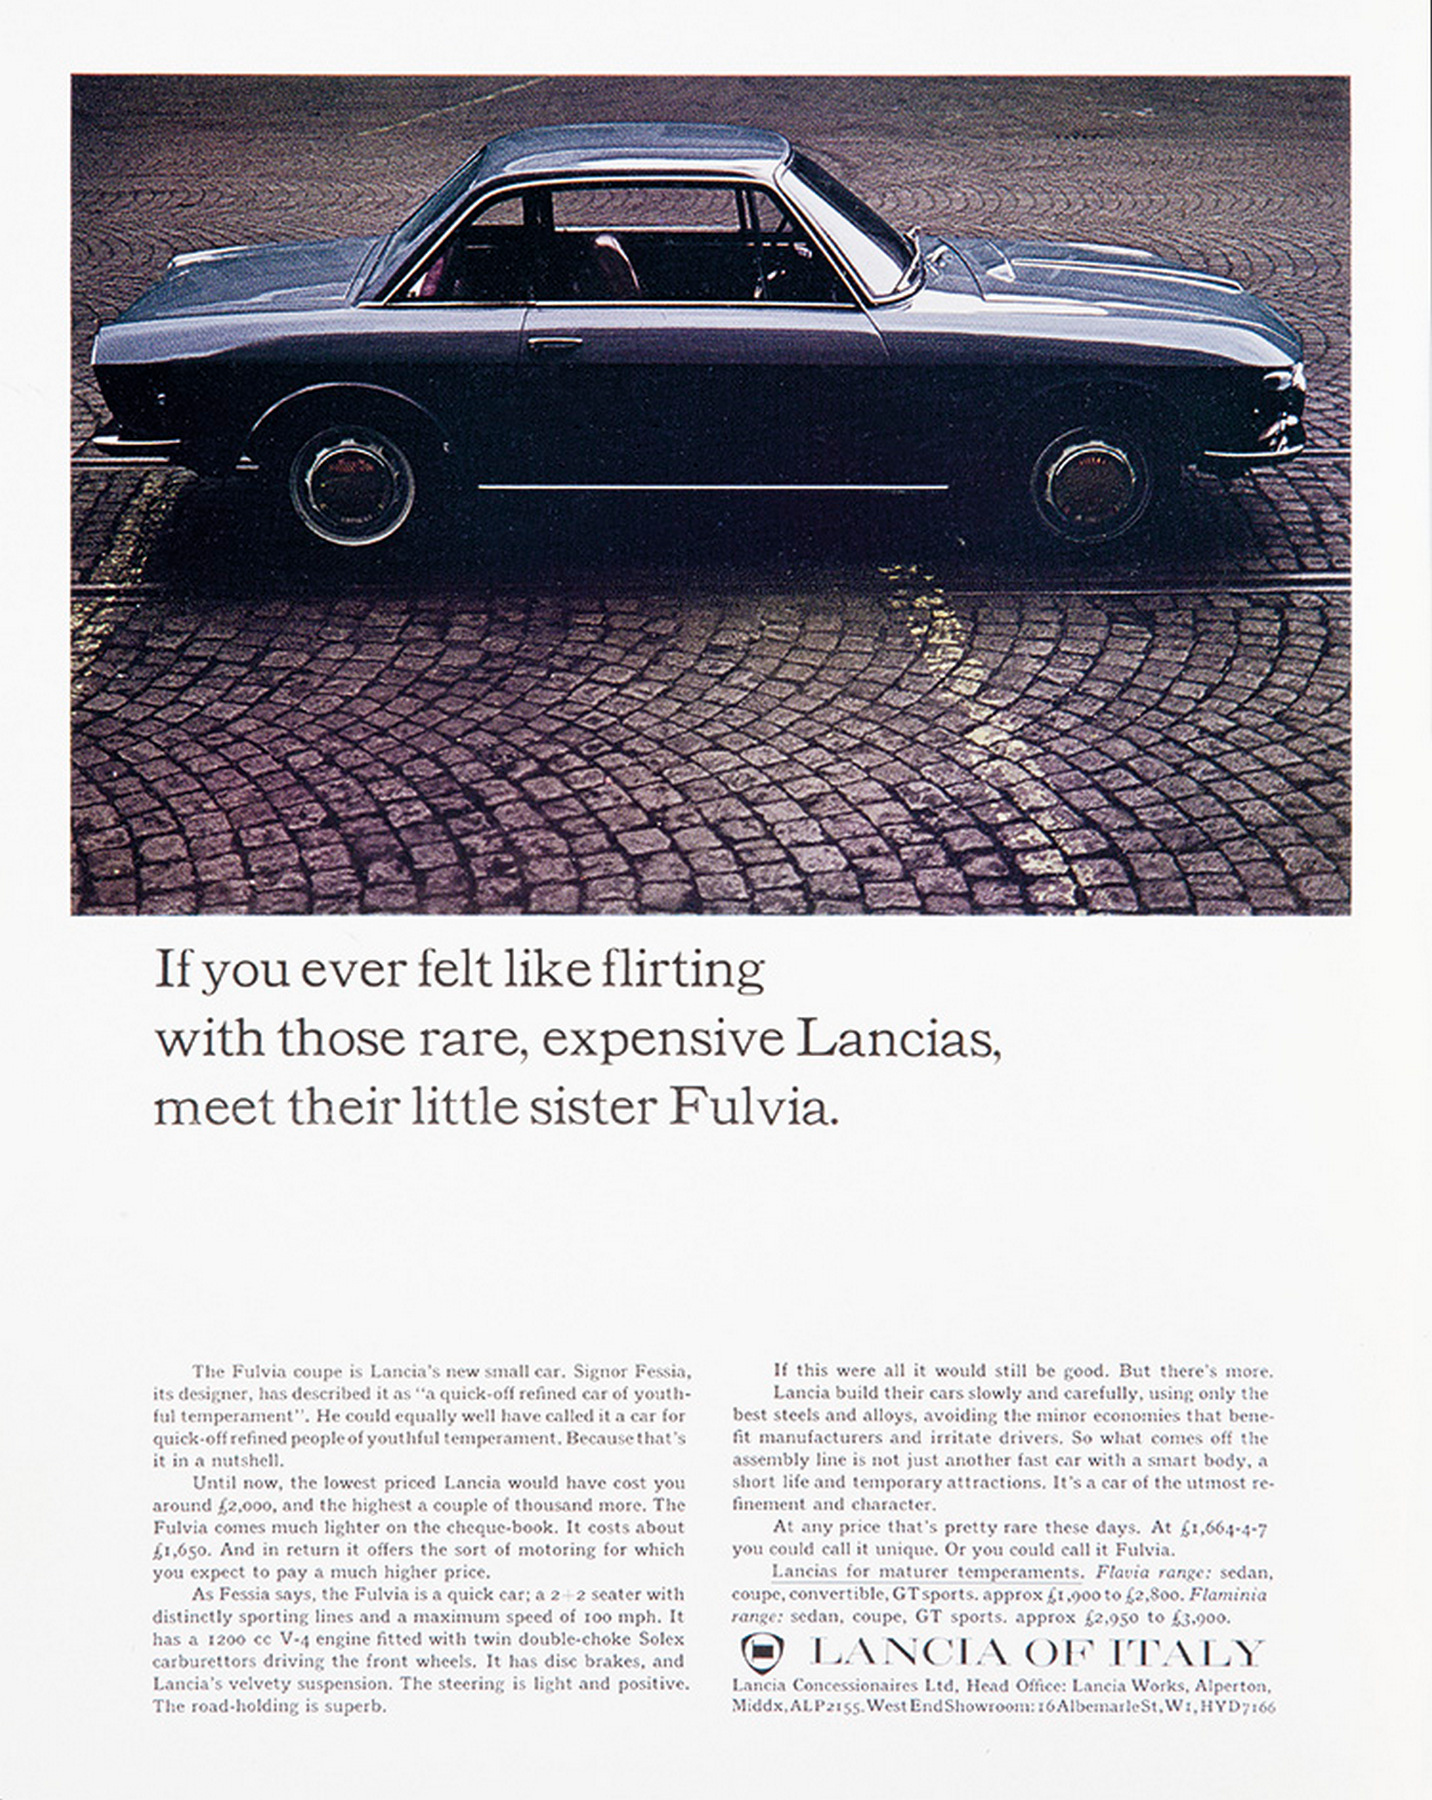 If you ever felt like flirting
with those rare, expensive Lancias,
meet their little sister Fulvia.
The Fulvia coupe is Lancia's new small car. Signor Fessia,
its designer, has described it as "a quick-off refined car of youth-
ful temperament". He could equally well have called it a car for
quick-off refined people of youthful temperament. Because that's
it in a nutshell.
Until now, the lowest priced Lancia would have cost you
around £2,000, and the highest a couple of thousand more. The
Fulvia comes much lighter on the cheque-book. It costs about
£1,650. And in return it offers the sort of motoring for which
you expect to pay a much higher price.
As Fessia says, the Fulvia is a quick car; a 2+2 seater with
distinctly sporting lines and a maximum speed of 100 mph. It
has a 1200 cc V-4 engine fitted with twin double-choke Solex
carburettors driving the front wheels. It has disc brakes, and
Lancia's velvety suspension. The steering is light and positive.
The road-holding is superb.
If this were all it would still be good. But there's more.
Lancia build their cars slowly and carefully, using only the
best steels and alloys, avoiding the minor economies that bene-
fit manufacturers and irritate drivers. So what comes off the
assembly line is not just another fast car with a smart body, a
short life and temporary attractions. It's a car of the utmost re-
finement and character.
At any price that's pretty rare these days. At £1,664-4-7
you could call it unique. Or you could call it Fulvia.
Lancias for maturer temperaments. Flavia range: sedan,
coupe, convertible, GT sports. approx £1,900 to £2,800. Flaminia
range: sedan, coupe, GT sports. approx £2,950 to £3,900.
LANCIA OF ITALY
Lancia Concessionaires Ltd, Head Office: Lancia Works, Alperton,
Middx, ALP 2155. West End Showroom: 16 Albemarle St, W1, HYD 7166